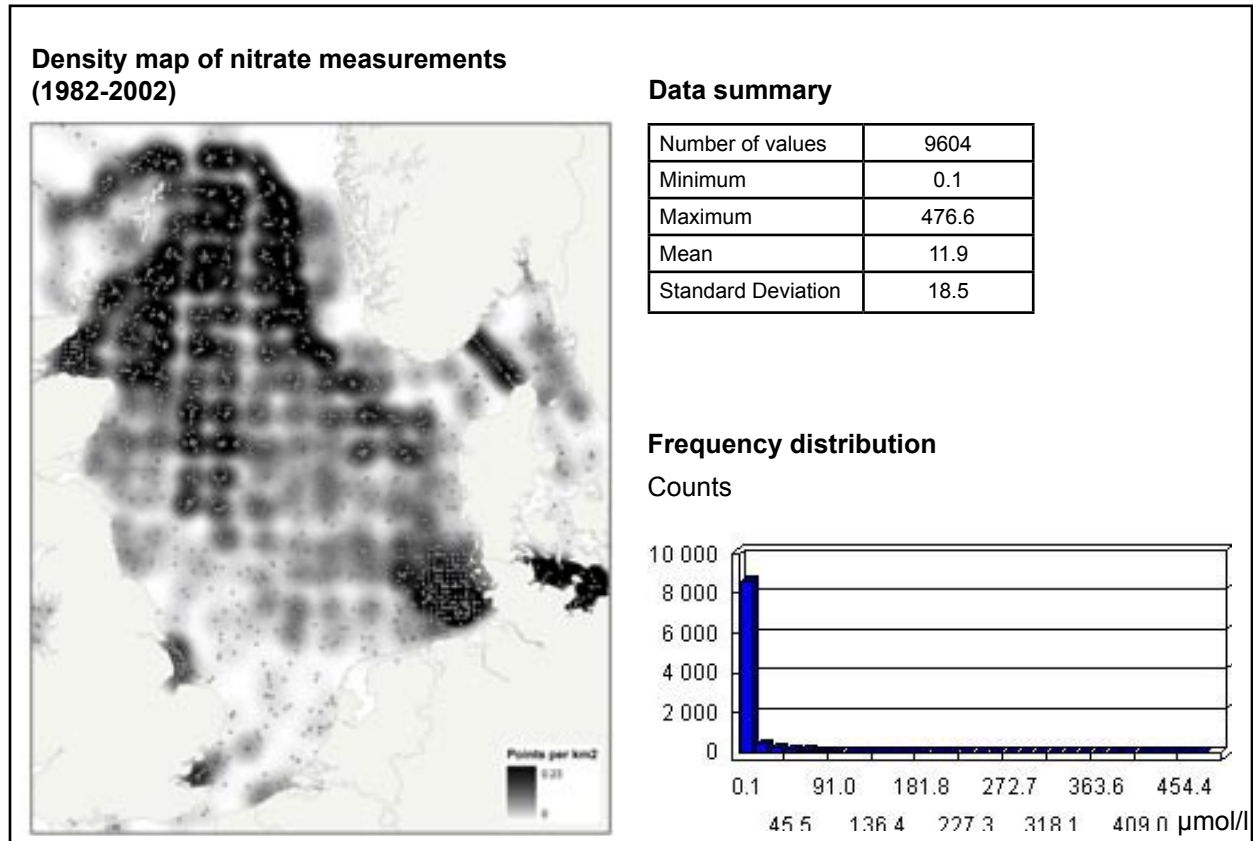 Density map of nitrate measurements
(1982-2002)
Points per km2
0.23
0
Data summary
Number of values 9604
Minimum 0.1
Maximum 476.6
Mean 11.9
Standard Deviation 18.5
Frequency distribution
Counts
10 000
8 000
6 000
4 000
2 000
0
0.1 91.0 181.8 272.7 363.6 454.4
45.5 136.4 227.3 318.1 409.0 µmol/l